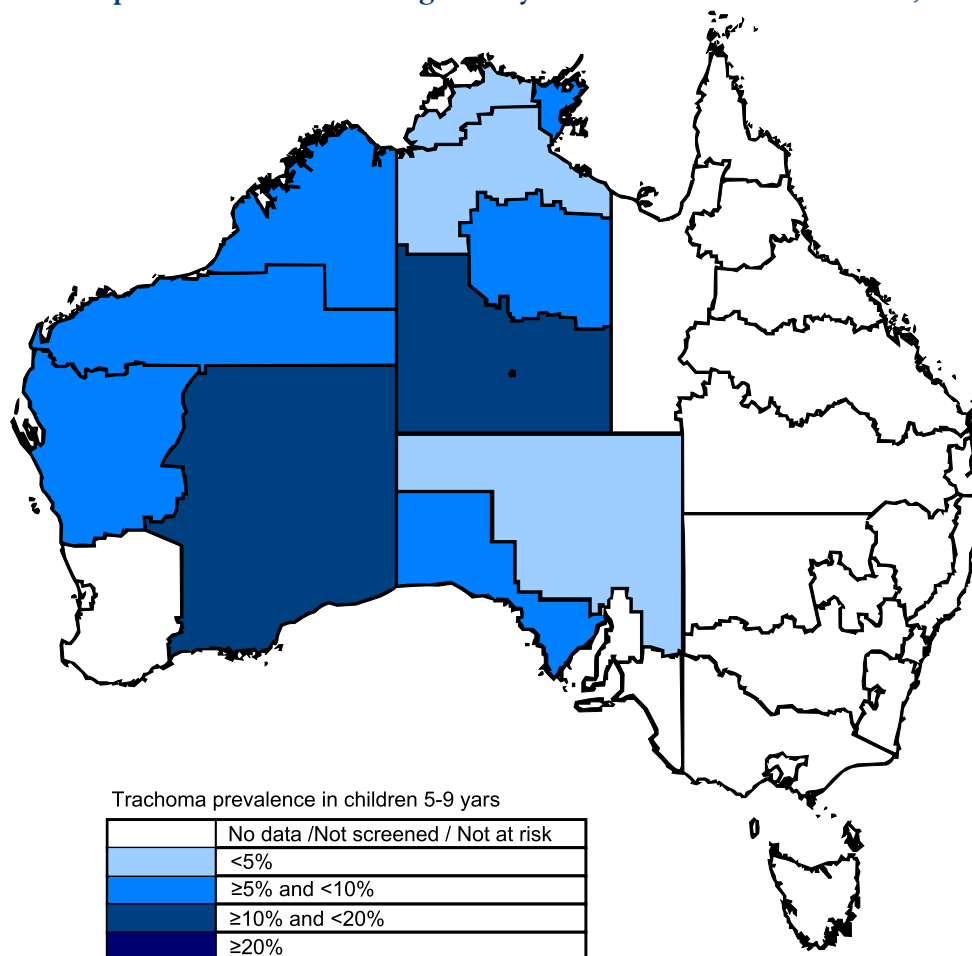 Trachoma prevalence in children 5-9 yars
No data /Not screened / Not at risk
<5%
≥5% and <10%
≥10% and <20%
≥20%